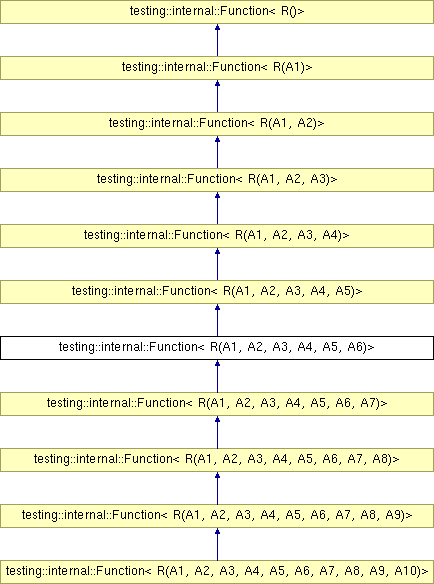 testing::internal::Function< R()>
testing::internal::Function< R(A1)>
testing::internal::Function< R(A1, A2)>
testing::internal::Function< R(A1, A2, A3)>
testing::internal::Function< R(A1, A2, A3, A4)>
testing::internal::Function< R(A1, A2, A3, A4, A5)>
testing::internal::Function< R(A1, A2, A3, A4, A5, A6)>
testing::internal::Function< R(A1, A2, A3, A4, A5, A6, A7)>
testing::internal::Function< R(A1, A2, A3, A4, A5, A6, A7, A8)>
testing::internal::Function< R(A1, A2, A3, A4, A5, A6, A7, A8, A9)>
testing::internal::Function< R(A1, A2, A3, A4, A5, A6, A7, A8, A9, A10)>